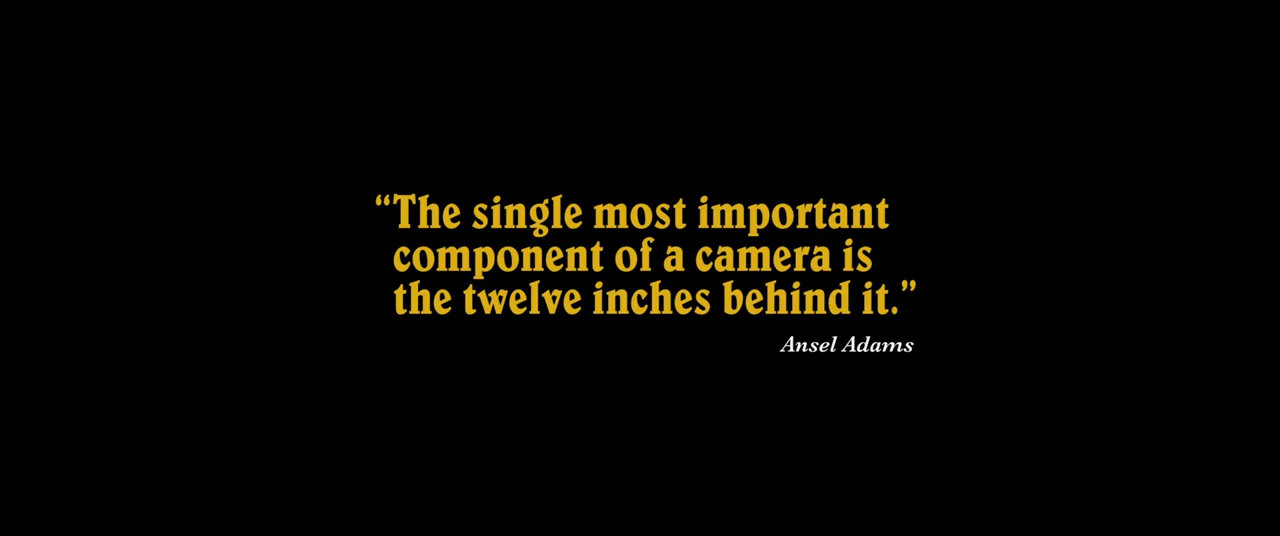 “The single most important
component of a camera is
the twelve inches behind it.”
Ansel Adams